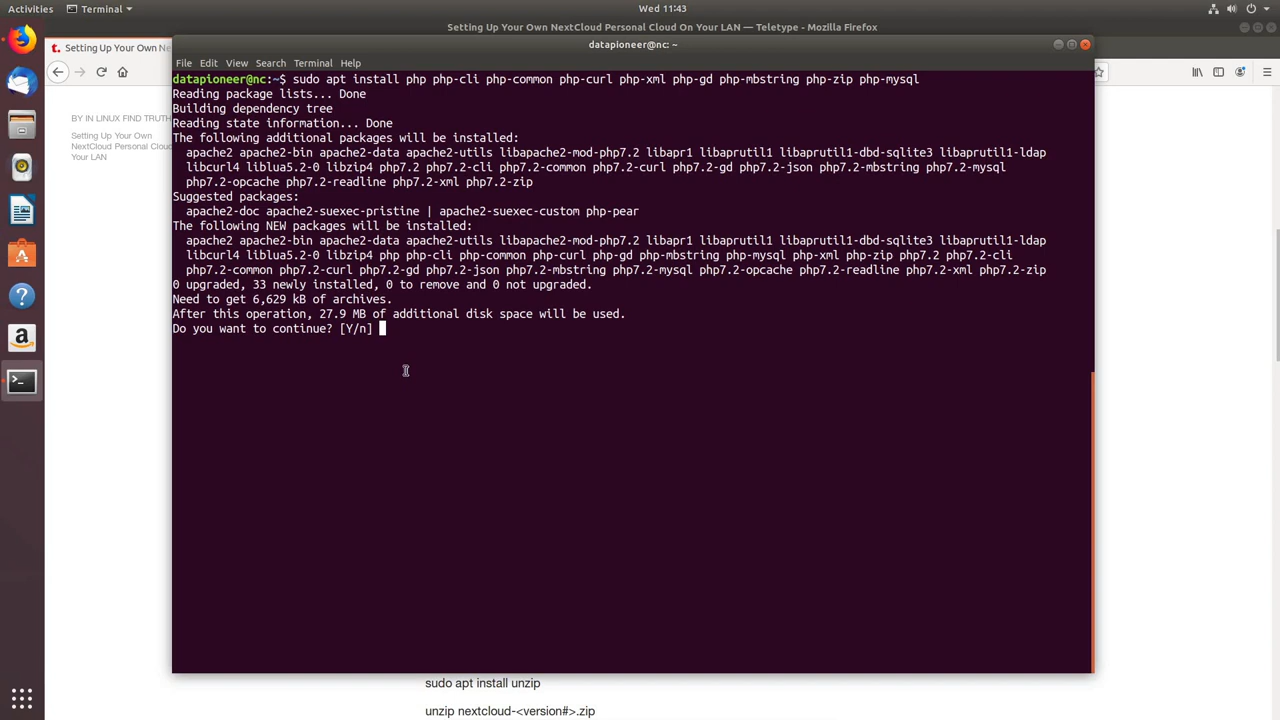 Activities
Terminal
Wed 11:43
Setting Up Your Own NextCloud Personal Cloud On Your LAN — Teletype - Mozilla Firefox
t. Setting Up Your Own Ne
datapioneer@nc: ~
File Edit View Search Terminal Help
BY IN LINUX FIND TRUTH
Setting Up Your Own
NextCloud Personal Cloud
Your LAN
datapioneer@nc:~$ sudo apt install php php-cli php-common php-curl php-xml php-gd php-mbstring php-zip php-mysql
Reading package lists... Done
Building dependency tree
Reading state information... Done
The following additional packages will be installed:
apache2 apache2-bin apache2-data apache2-utils libapache2-mod-php7.2 libapr1 libaprutil1 libaprutil1-dbd-sqlite3 libaprutil1-ldap
libcurl4 liblua5.2-0 libzip4 php7.2 php7.2-cli php7.2-common php7.2-curl php7.2-gd php7.2-json php7.2-mbstring php7.2-mysql
php7.2-opcache php7.2-readline php7.2-xml php7.2-zip
Suggested packages:
apache2-doc apache2-suexec-pristine | apache2-suexec-custom php-pear
The following NEW packages will be installed:
apache2 apache2-bin apache2-data apache2-utils libapache2-mod-php7.2 libapr1 libaprutil1 libaprutil1-dbd-sqlite3 libaprutil1-ldap
libcurl4 liblua5.2-0 libzip4 php php-cli php-common php-curl php-gd php-mbstring php-mysql php-xml php-zip php7.2 php7.2-cli
php7.2-common php7.2-curl php7.2-gd php7.2-json php7.2-mbstring php7.2-mysql php7.2-opcache php7.2-readline php7.2-xml php7.2-zip
0 upgraded, 33 newly installed, 0 to remove and 0 not upgraded.
Need to get 6,629 kB of archives.
After this operation, 27.9 MB of additional disk space will be used.
Do you want to continue? [Y/n]
sudo apt install unzip
unzip nextcloud-<version#>.zip